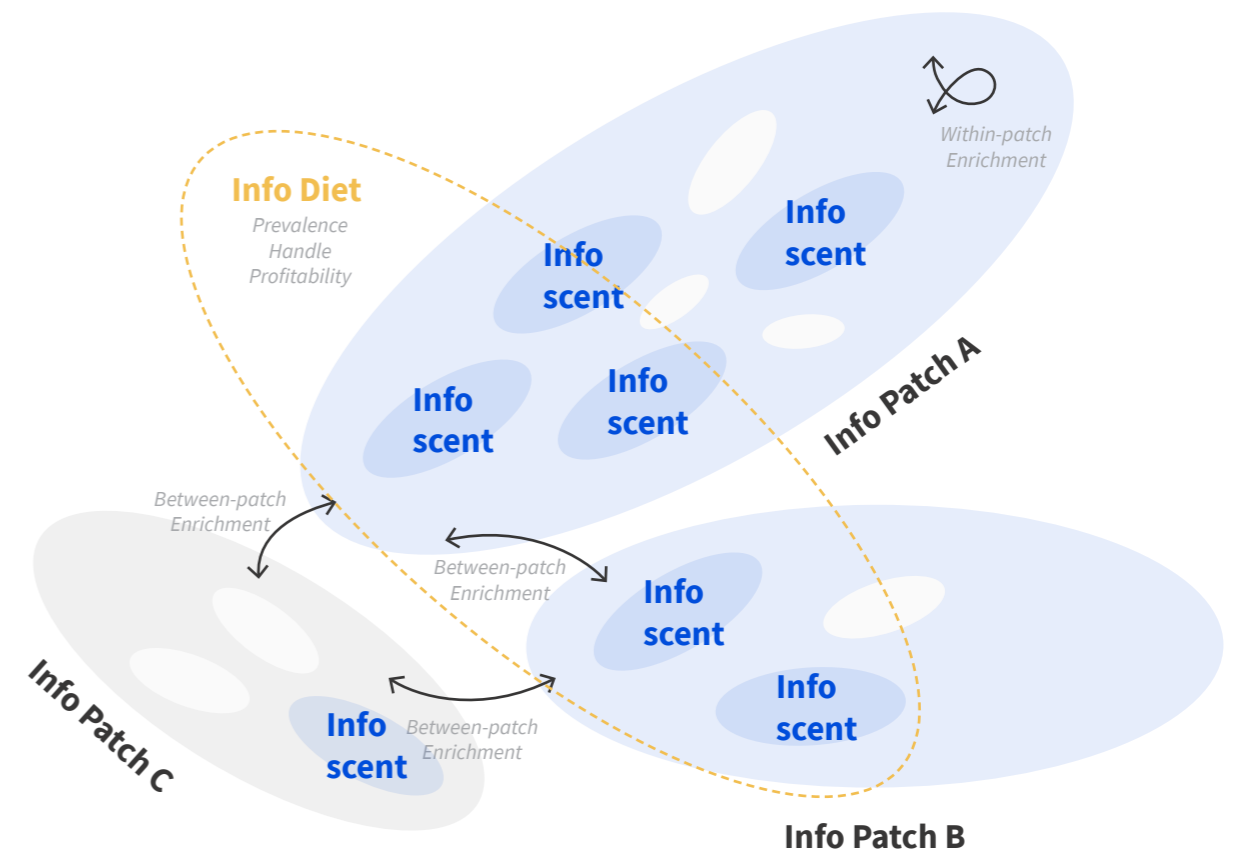 Within-patch
Enrichment
Info Diet
Prevalence
Handle
Profitability
Info
scent
Info
scent
Info
scent
Info
scent
Info Patch A
Between-patch
Enrichment
Between-patch
Enrichment
Info
scent
Info
scent
Info Patch C
Info
scent
Between-patch
Enrichment
Info Patch B